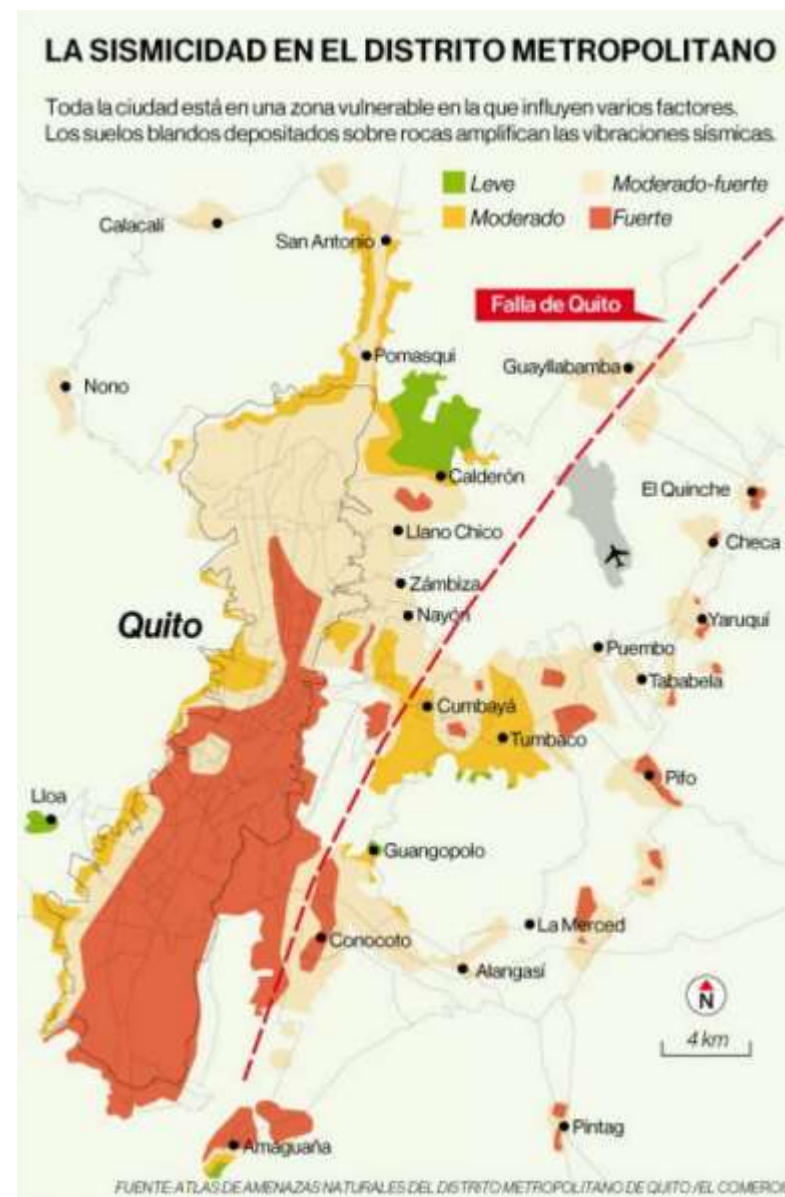 LA SISMICIDAD EN EL DISTRITO METROPOLITANO
Toda la ciudad está en una zona vulnerable en la que influyen varios factores.
Los suelos blandos depositados sobre rocas amplifican las vibraciones sísmicas.
Leve
Moderado-fuerte
Moderado
Fuerte
Calacalí
San Antonio
Falla de Quito
Pomasqui
Guayllabamba
Nono
Calderón
El Quinche
Llano Chico
Checa
Zámbiza
Nayón
Yaruquí
Quito
Puembo
Tababela
Cumbayá
Tumbaco
Pifo
Lloa
Guangopolo
La Merced
Conocoto
Alangasí
N
4 km
Pintag
Amaguaña
FUENTE: ATLAS DE AMENAZAS NATURALES DEL DISTRITO METROPOLITANO DE QUITO / EL COMERCI